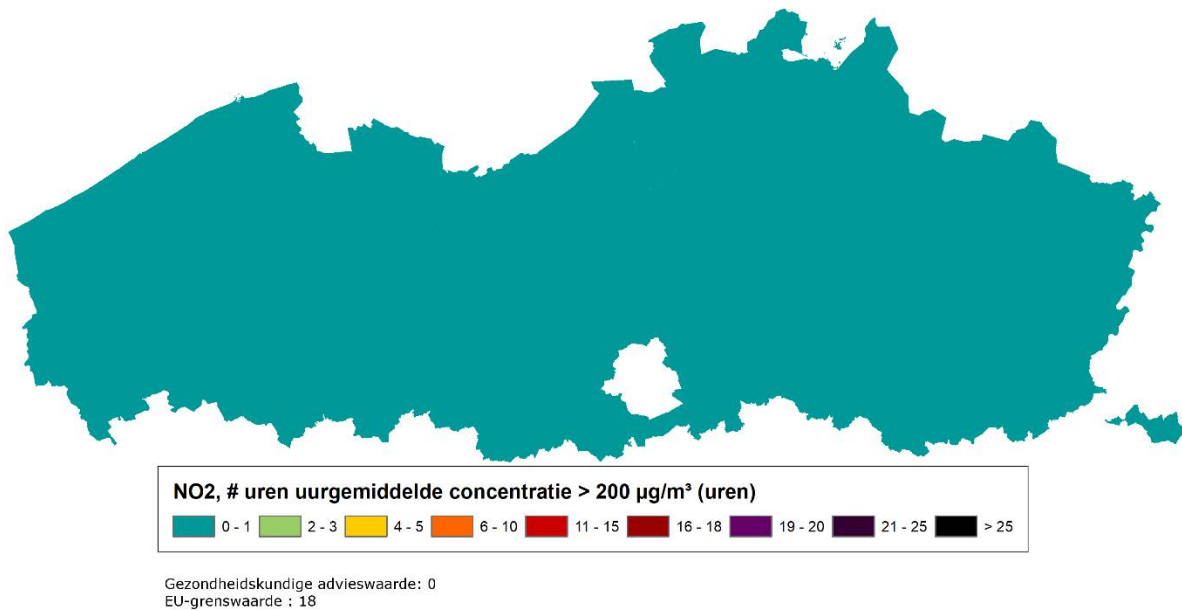 NO2, # uren uurgemiddelde concentratie > 200 µg/m³ (uren)
0 - 1 2 - 3 4 - 5 6 - 10 11 - 15 16 - 18 19 - 20 21 - 25 > 25
Gezondheidskundige advieswaarde: 0
EU-grenswaarde : 18